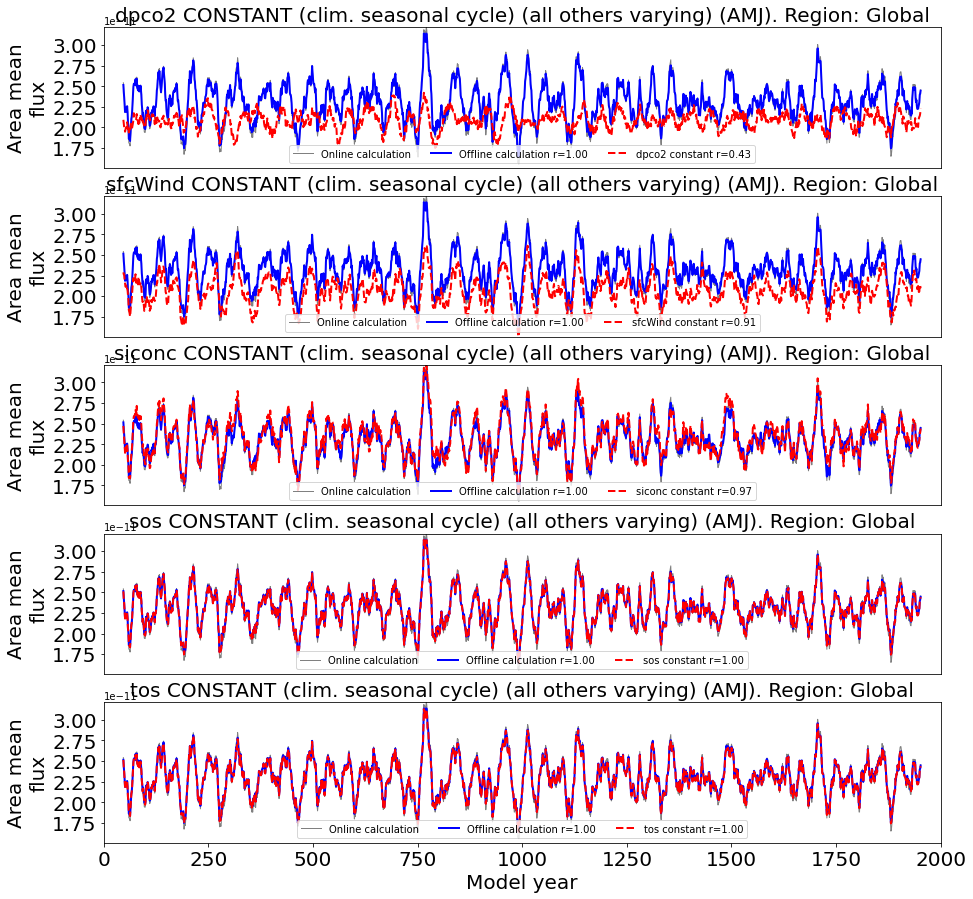 dpco2 CONSTANT (clim. seasonal cycle) (all others varying) (AMJ). Region: Global
1e−11
Area mean
flux
3.00
2.75
2.50
2.25
2.00
1.75
Online calculation
Offline calculation r=1.00
dpco2 constant r=0.43
sfcWind CONSTANT (clim. seasonal cycle) (all others varying) (AMJ). Region: Global
1e−11
Area mean
flux
3.00
2.75
2.50
2.25
2.00
1.75
Online calculation
Offline calculation r=1.00
sfcWind constant r=0.91
siconc CONSTANT (clim. seasonal cycle) (all others varying) (AMJ). Region: Global
1e−11
Area mean
flux
3.00
2.75
2.50
2.25
2.00
1.75
Online calculation
Offline calculation r=1.00
siconc constant r=0.97
sos CONSTANT (clim. seasonal cycle) (all others varying) (AMJ). Region: Global
1e−11
Area mean
flux
3.00
2.75
2.50
2.25
2.00
1.75
Online calculation
Offline calculation r=1.00
sos constant r=1.00
tos CONSTANT (clim. seasonal cycle) (all others varying) (AMJ). Region: Global
1e−11
Area mean
flux
3.00
2.75
2.50
2.25
2.00
1.75
Online calculation
Offline calculation r=1.00
tos constant r=1.00
0 250 500 750 1000 1250 1500 1750 2000
Model year